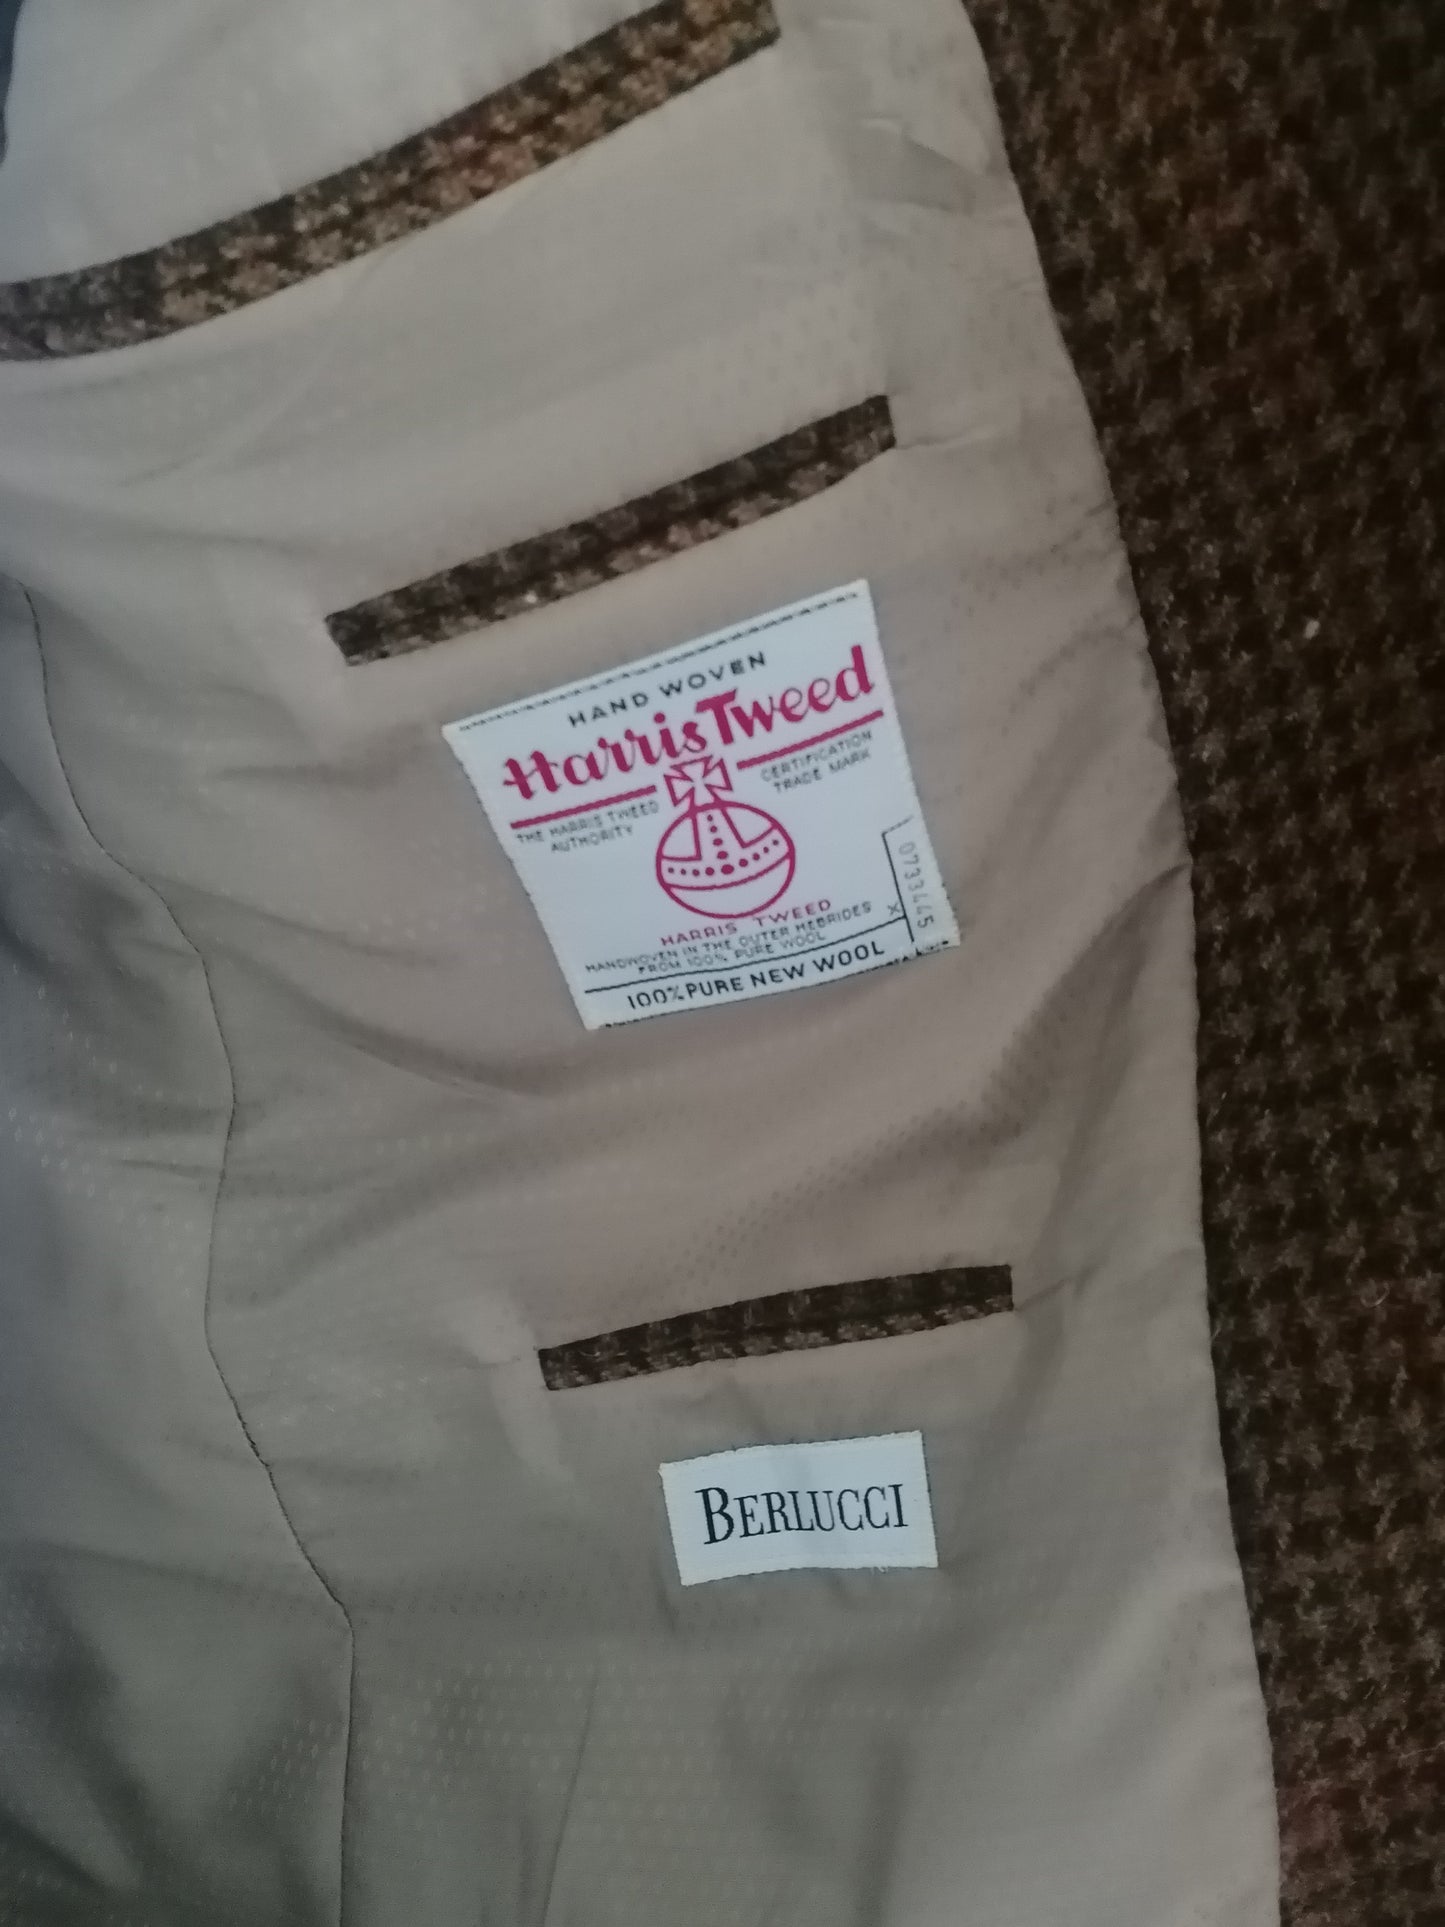 HAND WOVEN
Harris Tweed
THE HARRIS TWEED
AUTHORITY
CERTIFICATION
TRADE MARK
HARRIS TWEED
HANDWOVEN IN THE OUTER HEBRIDES
FROM 100% PURE WOOL
X
100% PURE NEW WOOL
BERLUCCI